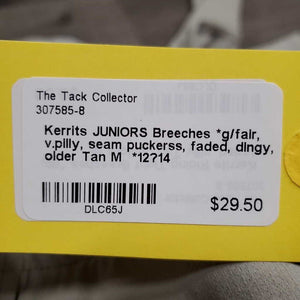 The Tack Collector
307585-8
Kerrits JUNIORS Breeches *g/fair,
v.pilly, seam puckerss, faded, dingy,
older Tan M *12714
$29.50
DLC65J